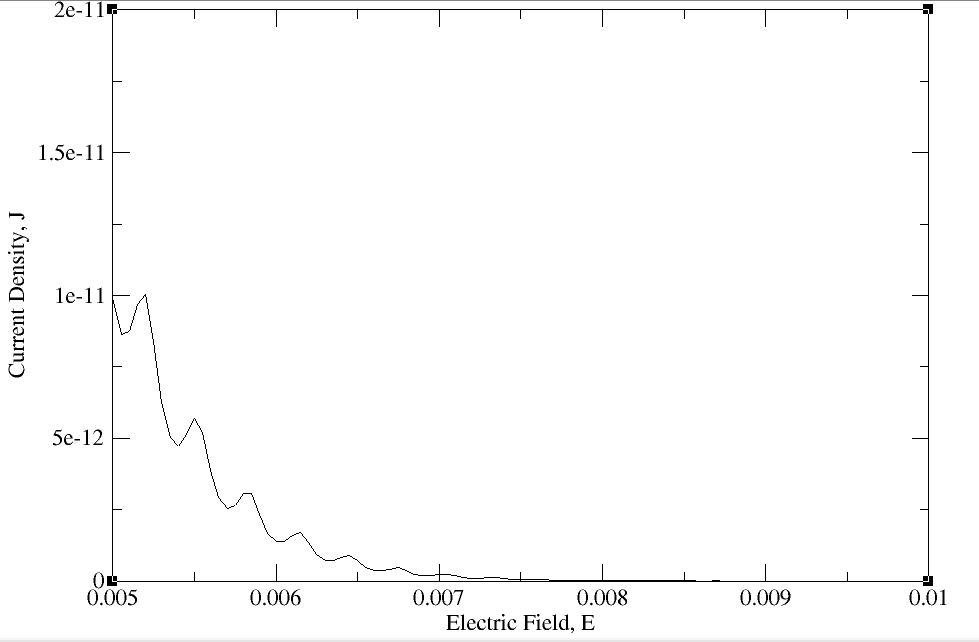 2e-11
1.5e-11
1e-11
5e-12
0
Current Density, J
0.005
0.006
0.007
0.008
0.009
0.01
Electric Field, E